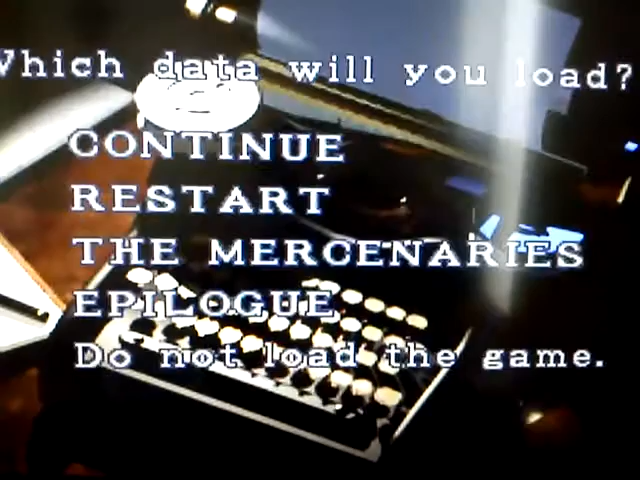 Which data will you load?
CONTINUE
RESTART
THE MERCENARIES
EPILOGUE
Do not load the game.